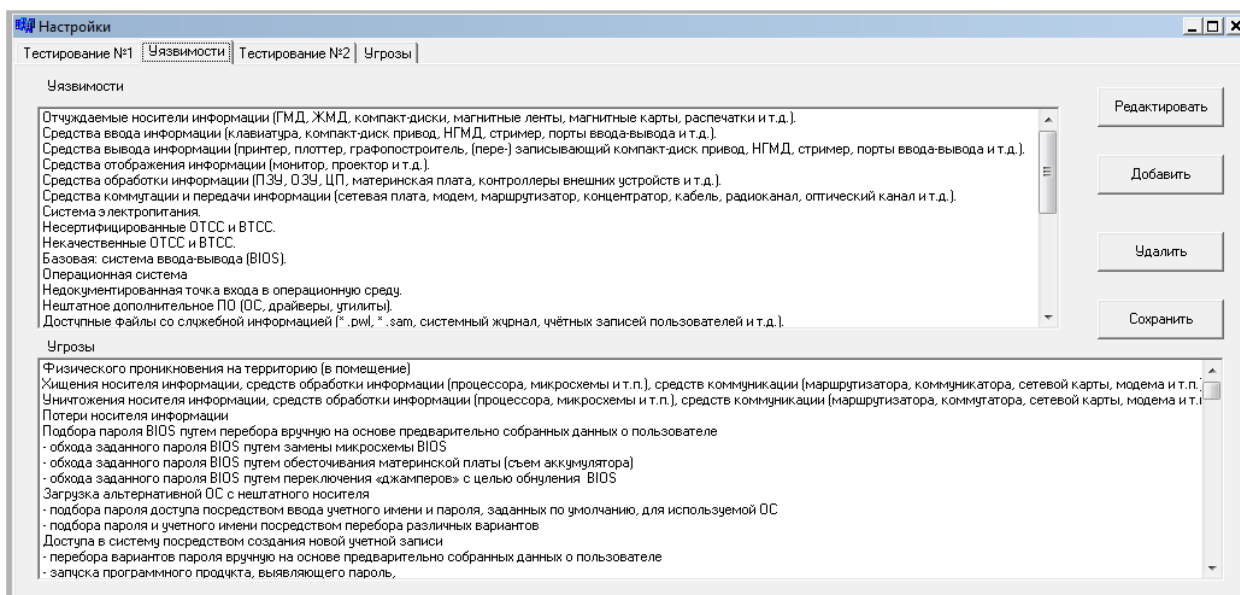 Настройки
Тестирование №1 Уязвимости Тестирование №2 Угрозы
Уязвимости
Отчуждаемые носители информации (ГМД, ЖМД, компакт-диски, магнитные ленты, магнитные карты, распечатки и т.д.).
Средства ввода информации (клавиатура, компакт-диск привод, НГМД, стример, порты ввода-вывода и т.д.).
Средства вывода информации (принтер, плоттер, графопостроитель, (пере-) записывающий компакт-диск привод, НГМД, стример, порты ввода-вывода и т.д.).
Средства отображения информации (монитор, проектор и т.д.).
Средства обработки информации (ПЗУ, ОЗУ, ЦП, материнская плата, контроллеры внешних устройств и т.д.).
Средства коммутации и передачи информации (сетевая плата, модем, маршрутизатор, концентратор, кабель, радиоканал, оптический канал и т.д.).
Система электропитания.
Несертифицированные ОТСС и ВТСС.
Некачественные ОТСС и ВТСС.
Базовая: система ввода-вывода (BIOS).
Операционная система
Недокументированная точка входа в операционную среду.
Нештатное дополнительное ПО (ОС, драйверы, утилиты).
Доступные файлы со служебной информацией (*.pwl, *.sam, системный журнал, учётных записей пользователей и т.д.).
Редактировать
Добавить
Удалить
Сохранить
Угрозы
Физического проникновения на территорию (в помещение)
Хищения носителя информации, средств обработки информации (процессора, микросхемы и т.п.), средств коммуникации (маршрутизатора, коммуникатора, сетевой карты, модема и т.п.
Уничтожения носителя информации, средств обработки информации (процессора, микросхемы и т.п.), средств коммуникации (маршрутизатора, коммутатора, сетевой карты, модема и т.
Потери носителя информации
Подбора пароля BIOS путем перебора вручную на основе предварительно собранных данных о пользователе
- обхода заданного пароля BIOS путем замены микросхемы BIOS
- обхода заданного пароля BIOS путем обесточивания материнской платы (съем аккумулятора)
- обхода заданного пароля BIOS путем переключения «джамперов» с целью обнуления BIOS
Загрузка альтернативной ОС с нештатного носителя
- подбора пароля доступа посредством ввода учетного имени и пароля, заданных по умолчанию, для используемой ОС
- подбора пароля и учетного имени посредством перебора различных вариантов
Доступа в систему посредством создания новой учетной записи
- перебора вариантов пароля вручную на основе предварительно собранных данных о пользователе
- запуска программного продукта, выявляющего пароль,